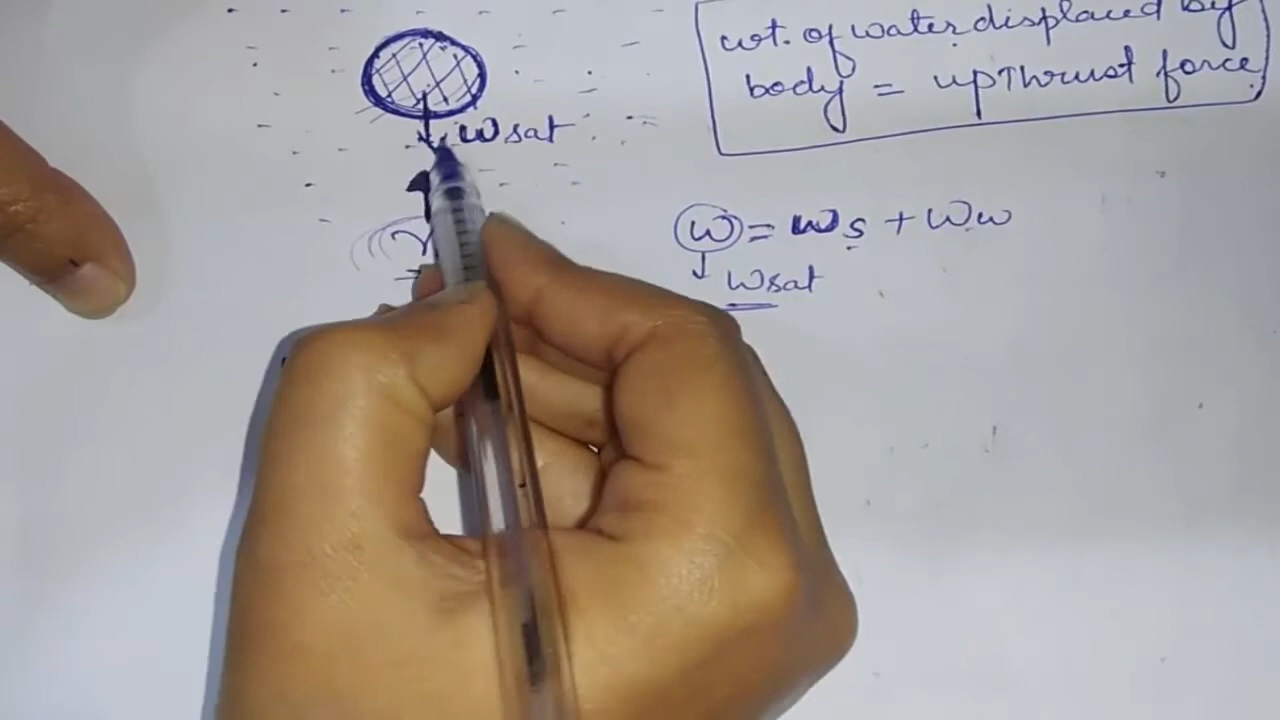 wt. of water displaced by
body = upthrust force
Wsat
W = Ws + Ww
Wsat